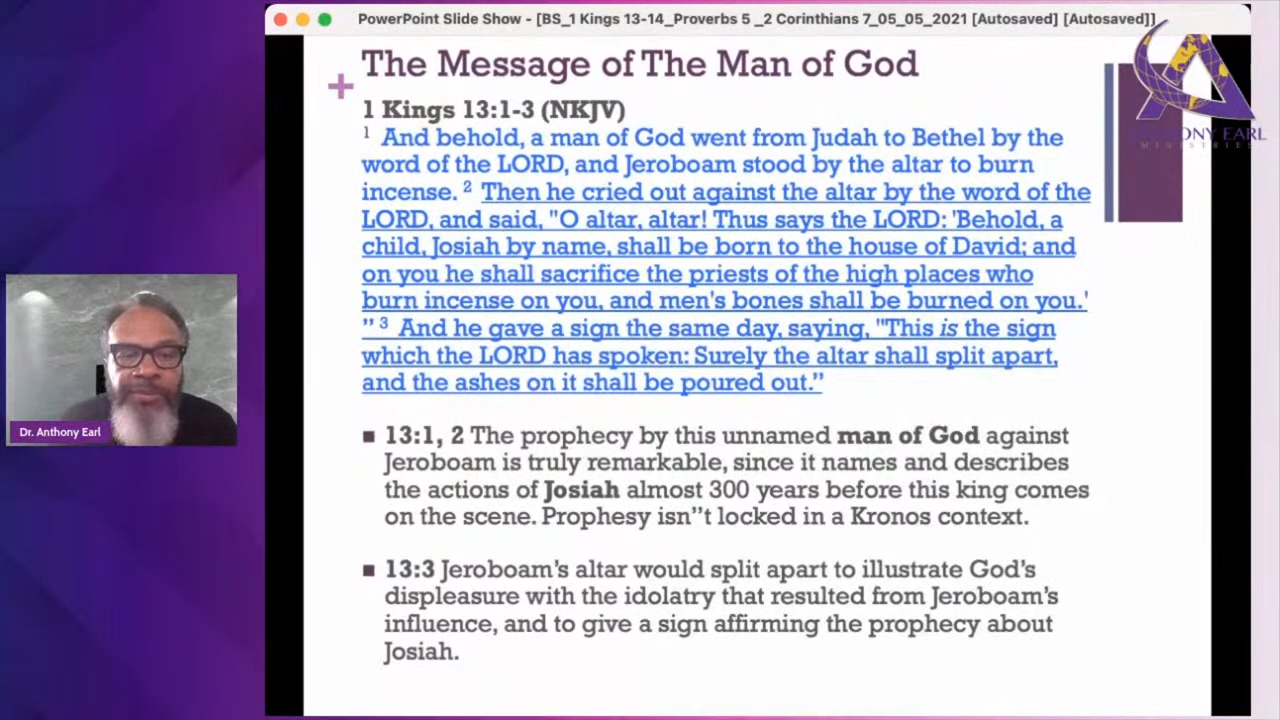 PowerPoint Slide Show - [BS_1 Kings 13-14_Proverbs 5 _2 Corinthians 7_05_05_2021 [Autosaved] [Autosaved]]
The Message of The Man of God
+
1 Kings 13:1-3 (NKJV)
1 And behold, a man of God went from Judah to Bethel by the
word of the LORD, and Jeroboam stood by the altar to burn
incense. 2 Then he cried out against the altar by the word of the
LORD, and said, "O altar, altar! Thus says the LORD: 'Behold, a
child, Josiah by name, shall be born to the house of David; and
on you he shall sacrifice the priests of the high places who
burn incense on you, and men's bones shall be burned on you.'
” 3 And he gave a sign the same day, saying, "This is the sign
which the LORD has spoken: Surely the altar shall split apart,
and the ashes on it shall be poured out.”
■ 13:1, 2 The prophecy by this unnamed man of God against
Jeroboam is truly remarkable, since it names and describes
the actions of Josiah almost 300 years before this king comes
on the scene. Prophesy isn"t locked in a Kronos context.
■ 13:3 Jeroboam's altar would split apart to illustrate God's
displeasure with the idolatry that resulted from Jeroboam's
influence, and to give a sign affirming the prophecy about
Josiah.
Dr. Anthony Earl
EARL